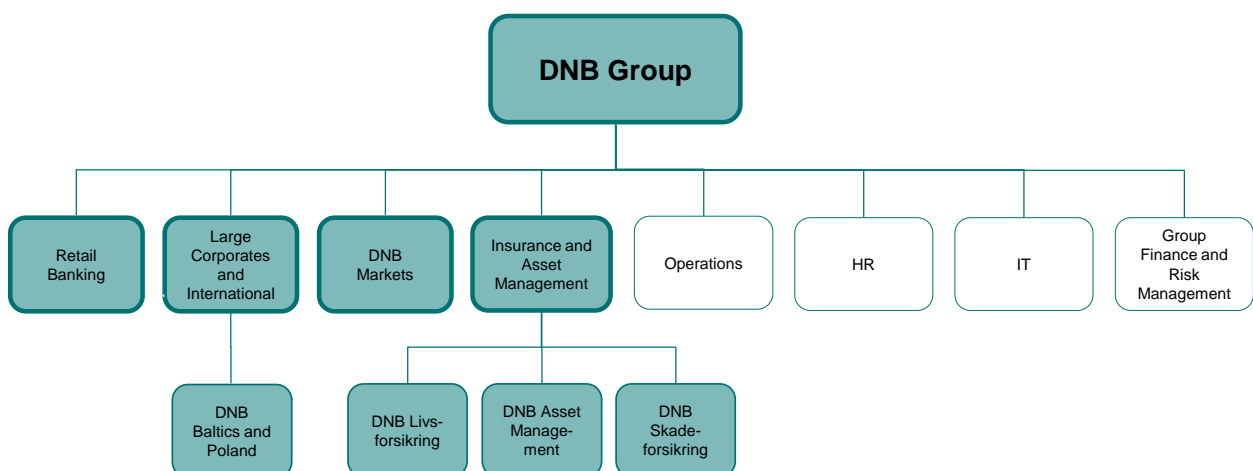 DNB Group
Retail
Banking
Large
Corporates
and
International
DNB
Markets
Insurance and
Asset
Management
Operations
HR
IT
Group
Finance and
Risk
Management
DNB
Baltics and
Poland
DNB Livs-
forsikring
DNB Asset
Manage-
ment
DNB
Skade-
forsikring